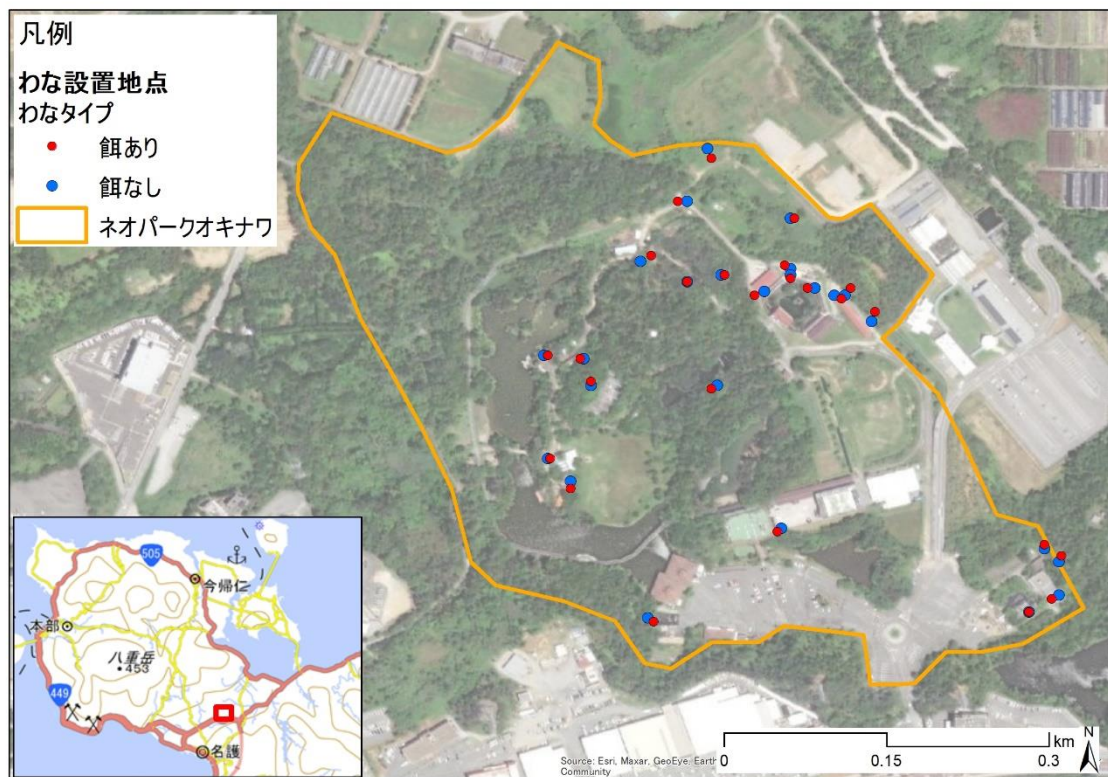 凡例
わな設置地点
わなタイプ
餌あり
餌なし
ネオパークオキナワ
505
今帰仁
本部
八重岳
453
449
名護
km
N
0
0.15
0.3
Source: Esri, Maxar, GeoEye, Earth
Community